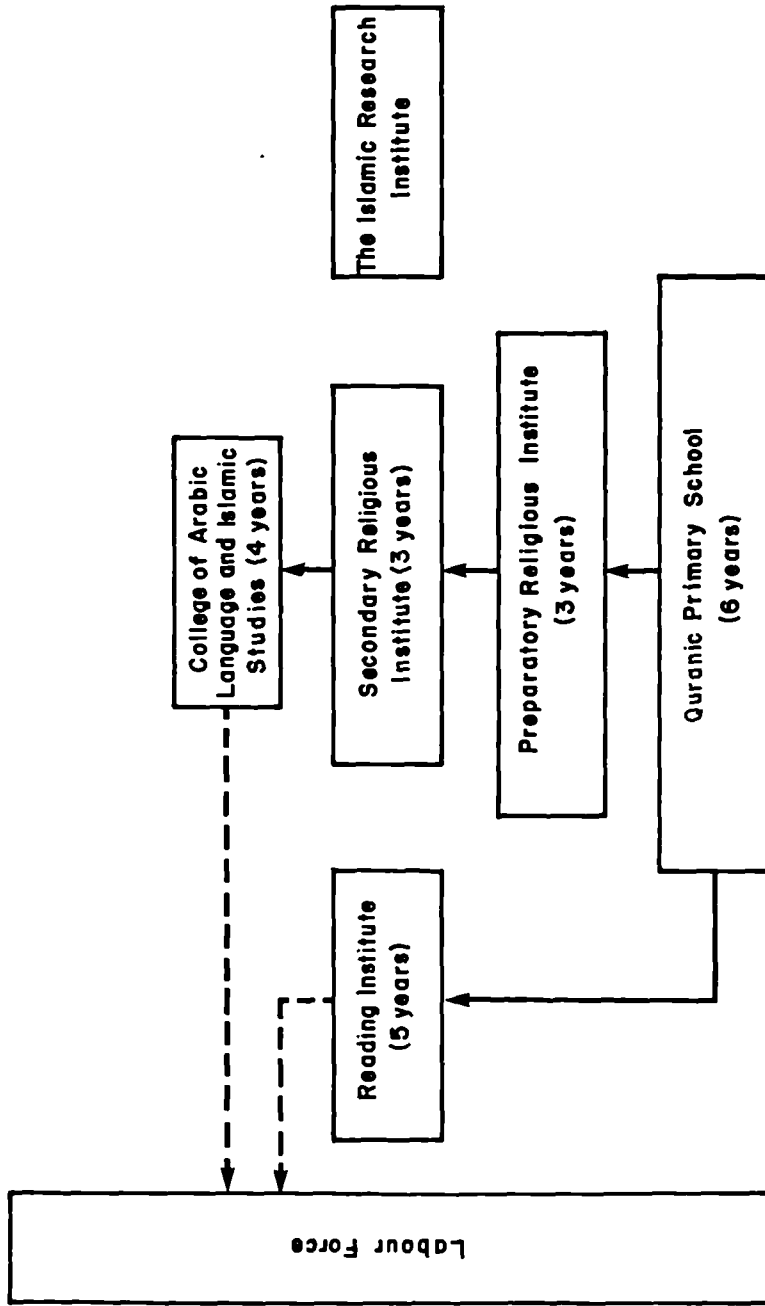 Labour Force
College of Arabic
Language and Islamic
Studies (4 years)
Reading Institute
(5 years)
Secondary Religious
Institute (3 years)
The Islamic Research
Institute
Preparatory Religious Institute
(3 years)
Quranic Primary School
(6 years)